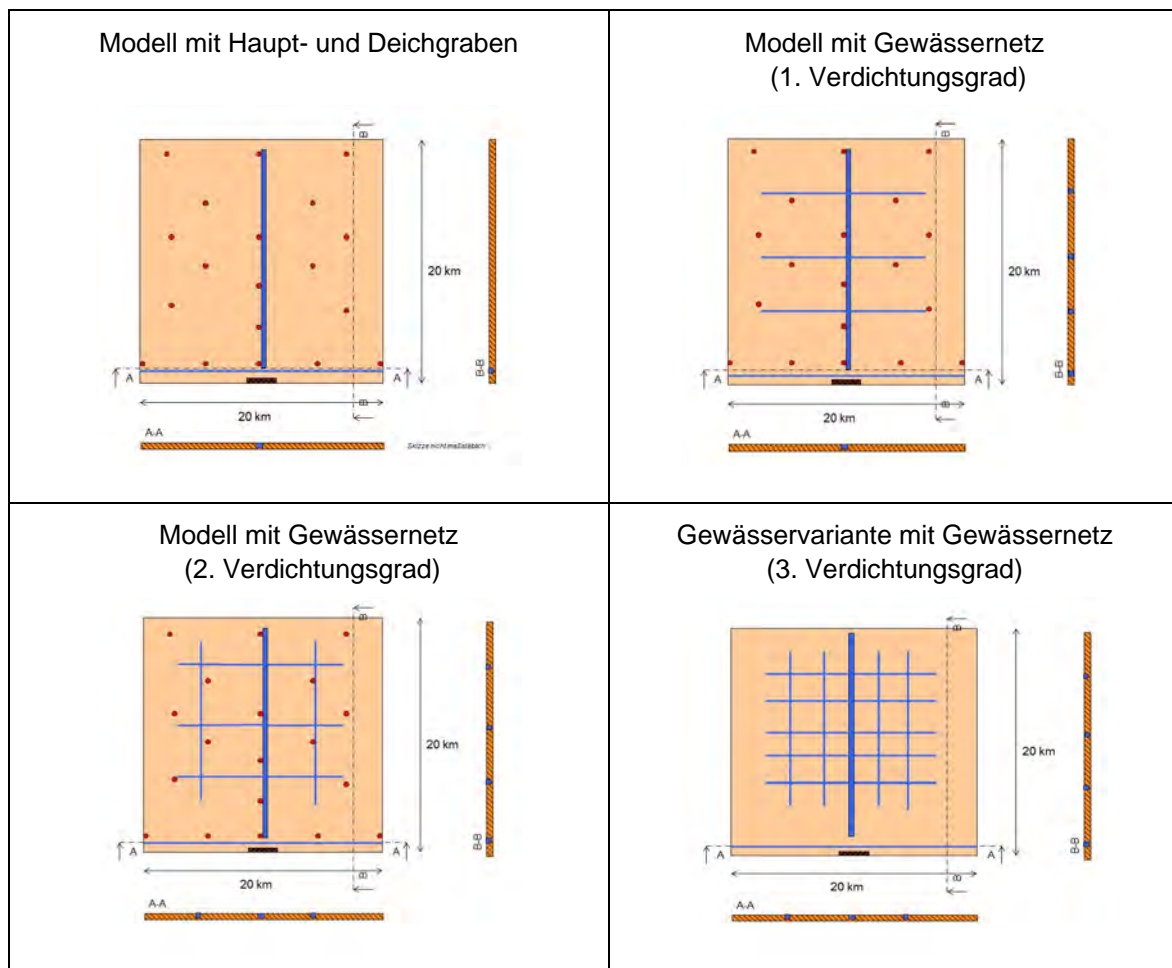 Modell mit Haupt- und Deichgraben
B
20 km
B-B
A
A
B
20 km
A-A
Skizze nicht maßstäblich
Modell mit Gewässernetz
(1. Verdichtungsgrad)
B
20 km
B-B
A
A
B
20 km
A-A
Modell mit Gewässernetz
(2. Verdichtungsgrad)
B
20 km
B-B
A
A
B
20 km
A-A
Gewässervariante mit Gewässernetz
(3. Verdichtungsgrad)
B
20 km
B-B
A
A
B
20 km
A-A